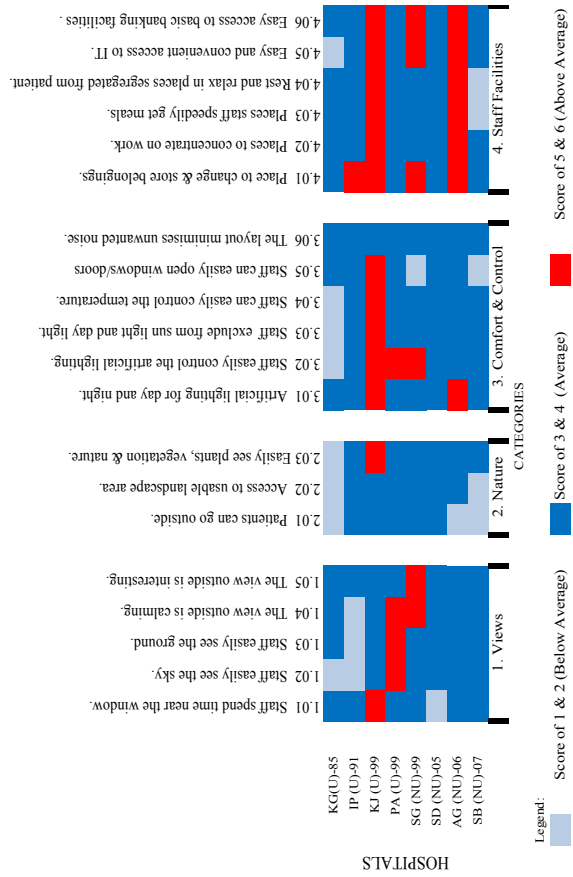 1.01 Staff spend time near the window.
1.02 Staff easily see the sky.
1.03 Staff easily see the ground.
1.04 The view outside is calming.
1.05 The view outside is interesting.
2.01 Patients can go outside.
2.02 Access to usable landscape area.
2.03 Easily see plants, vegetation & nature.
3.01 Artificial lighting for day and night.
3.02 Staff easily control the artificial lighting.
3.03 Staff exclude from sun light and day light.
3.04 Staff can easily control the temperature.
3.05 Staff can easily open windows/doors
3.06 The layout minimises unwanted noise.
4.01 Place to change & store belongings.
4.02 Places to concentrate on work.
4.03 Places staff speedily get meals.
4.04 Rest and relax in places segregated from patient.
4.05 Easy and convenient access to IT.
4.06 Easy access to basic banking facilities .
HOSPITALS
KG(U)-85
IP (U)-91
KJ (U)-99
PA (U)-99
SG (NU)-99
SD (NU)-05
AG (NU)-06
SB (NU)-07
1. Views
2. Nature
3. Comfort & Control
4. Staff Facilities
CATEGORIES
Legend:
Score of 1 & 2 (Below Average)
Score of 3 & 4 (Average)
Score of 5 & 6 (Above Average)